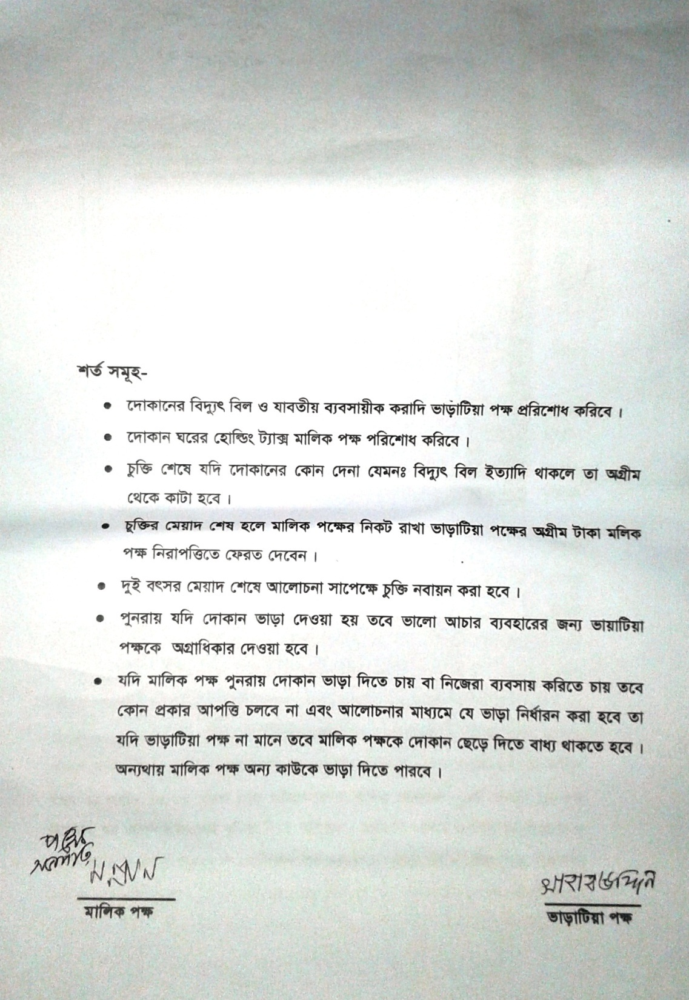 শর্ত সমূহ-
• দোকানের বিদ্যুৎ বিল ও যাবতীয় ব্যবসায়ীক করাদি ভাড়াটিয়া পক্ষ প্ররিশোধ করিবে ।
• দোকান ঘরের হোল্ডিং ট্যাক্স মালিক পক্ষ পরিশোধ করিবে ।
• চুক্তি শেষে যদি দোকানের কোন দেনা যেমনঃ বিদ্যুৎ বিল ইত্যাদি থাকলে তা অগ্রীম
থেকে কাটা হবে ।
• চুক্তির মেয়াদ শেষ হলে মালিক পক্ষের নিকট রাখা ভাড়াটিয়া পক্ষের অগ্রীম টাকা মলিক
পক্ষ নিরাপত্তিতে ফেরত দেবেন ।
• দুই বৎসর মেয়াদ শেষে আলোচনা সাপেক্ষে চুক্তি নবায়ন করা হবে ।
• পুনরায় যদি দোকান ভাড়া দেওয়া হয় তবে ভালো আচার ব্যবহারের জন্য ভায়াটিয়া
পক্ষকে অগ্রাধিকার দেওয়া হবে ।
• যদি মালিক পক্ষ পুনরায় দোকান ভাড়া দিতে চায় বা নিজেরা ব্যবসায় করিতে চায় তবে
কোন প্রকার আপত্তি চলবে না এবং আলোচনার মাধ্যমে যে ভাড়া নির্ধারন করা হবে তা
যদি ভাড়াটিয়া পক্ষ না মানে তবে মালিক পক্ষকে দোকান ছেড়ে দিতে বাধ্য থাকতে হবে ।
অন্যথায় মালিক পক্ষ অন্য কাউকে ভাড়া দিতে পারবে ।
মালিক পক্ষ
ভাড়াটিয়া পক্ষ